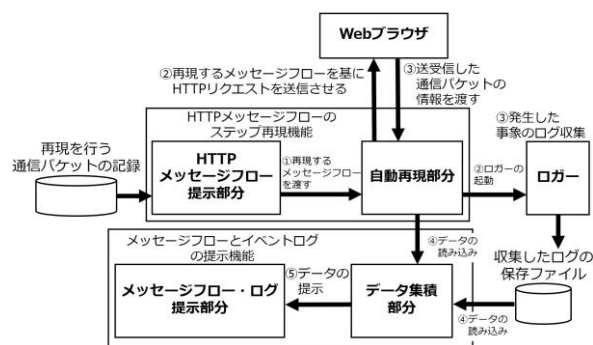 Webブラウザ
②再現するメッセージフローを基に
HTTPリクエストを送信させる
③送受信した
通信パケットの
情報を渡す
HTTPメッセージフローの
ステップ再現機能
③発生した
事象のログ収集
再現を行う
通信パケットの記録
HTTP
メッセージフロー
提示部分
①再現する
メッセージフロー
を渡す
自動再現部分
②ロガーの
起動
ロガー
メッセージフローとイベントログ
の提示機能
④データの
読み込み
収集したログの
保存ファイル
メッセージフロー・ログ
提示部分
⑤データの
提示
データ集積
部分
④データの
読み込み